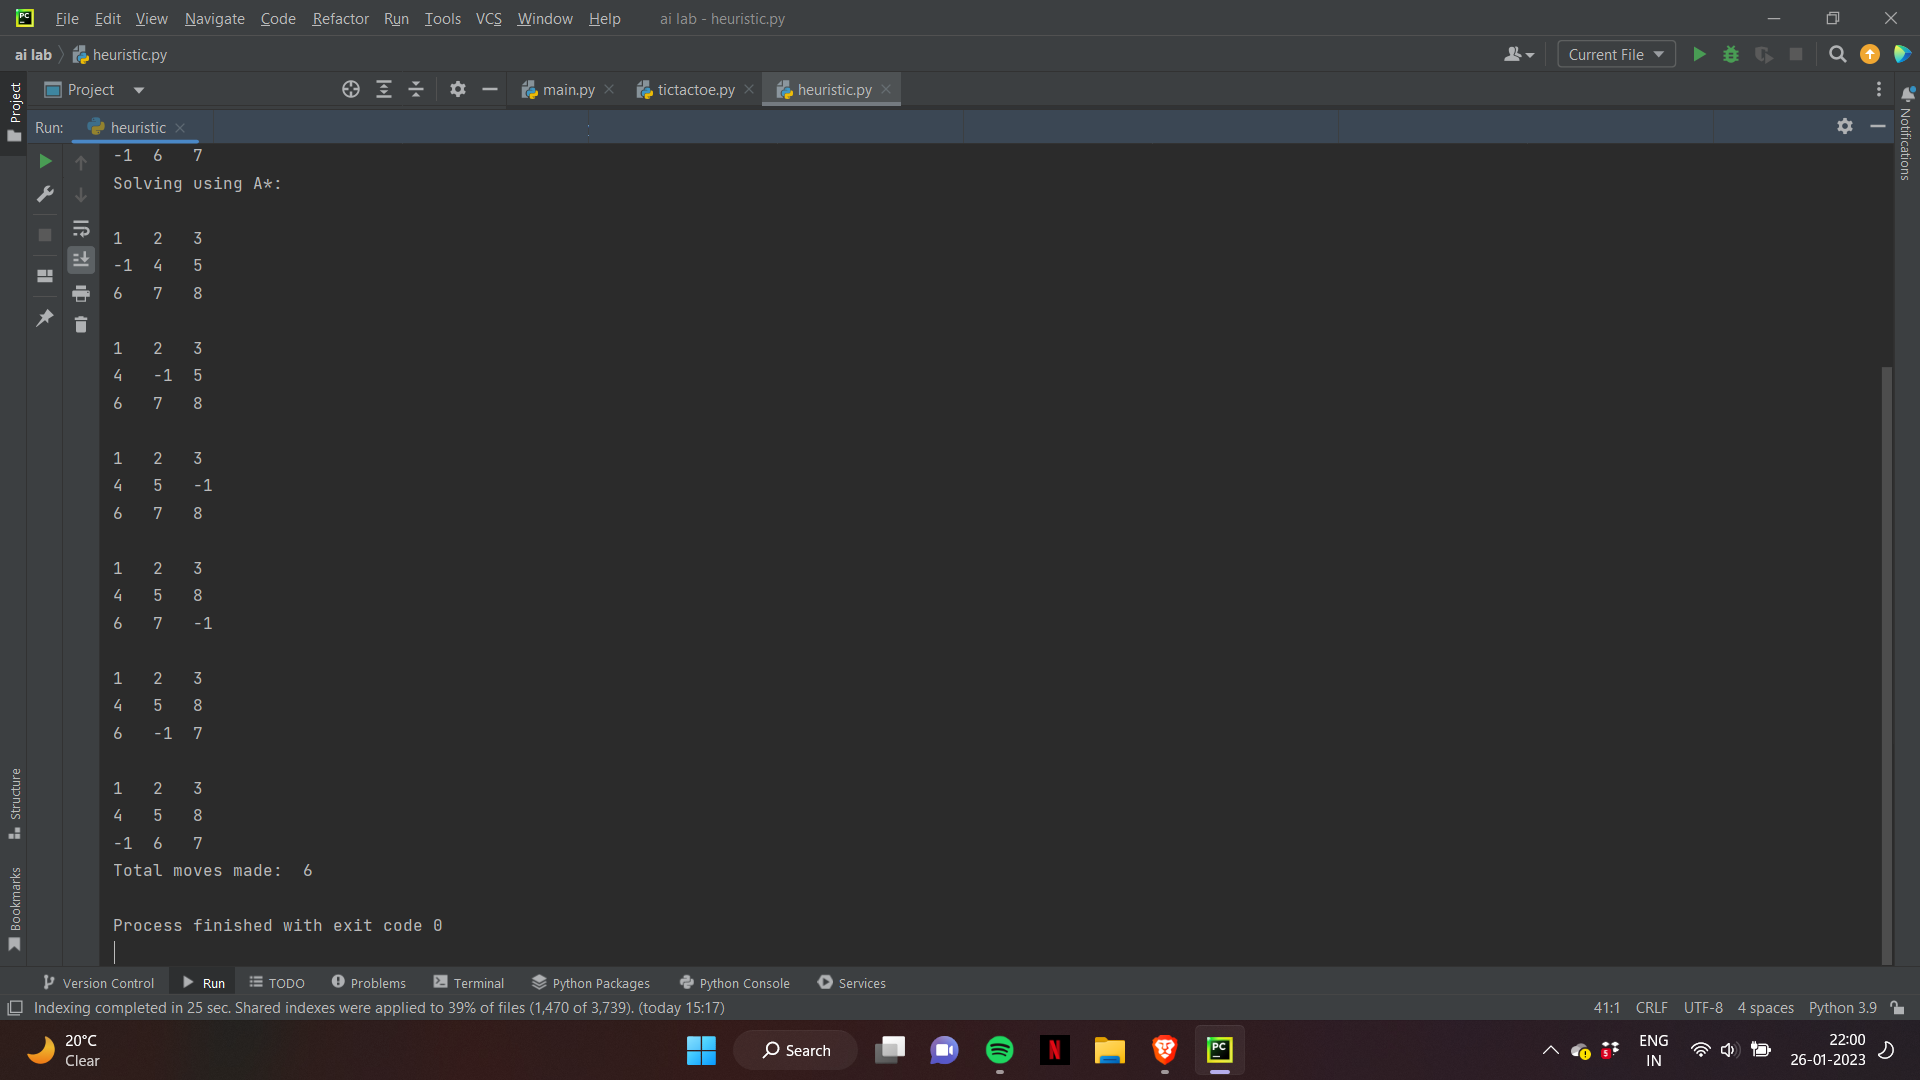 PC
File Edit View Navigate Code Refactor Run Tools VCS Window Help ai lab - heuristic.py
ai lab heuristic.py Current File
Project main.py tictactoe.py heuristic.py
Project
Notifications
Run: heuristic
-1 6 7
Solving using A*:
1 2 3
-1 4 5
6 7 8
1 2 3
4 -1 5
6 7 8
1 2 3
4 5 -1
6 7 8
1 2 3
4 5 8
6 7 -1
1 2 3
4 5 8
6 -1 7
1 2 3
4 5 8
-1 6 7
Total moves made: 6
Process finished with exit code 0
Structure
Bookmarks
Version Control Run TODO Problems Terminal Python Packages Python Console Services
Indexing completed in 25 sec. Shared indexes were applied to 39% of files (1,470 of 3,739). (today 15:17) 41:1 CRLF UTF-8 4 spaces Python 3.9
20°C
Clear
Search
N
PC
5
ENG
IN
22:00
26-01-2023